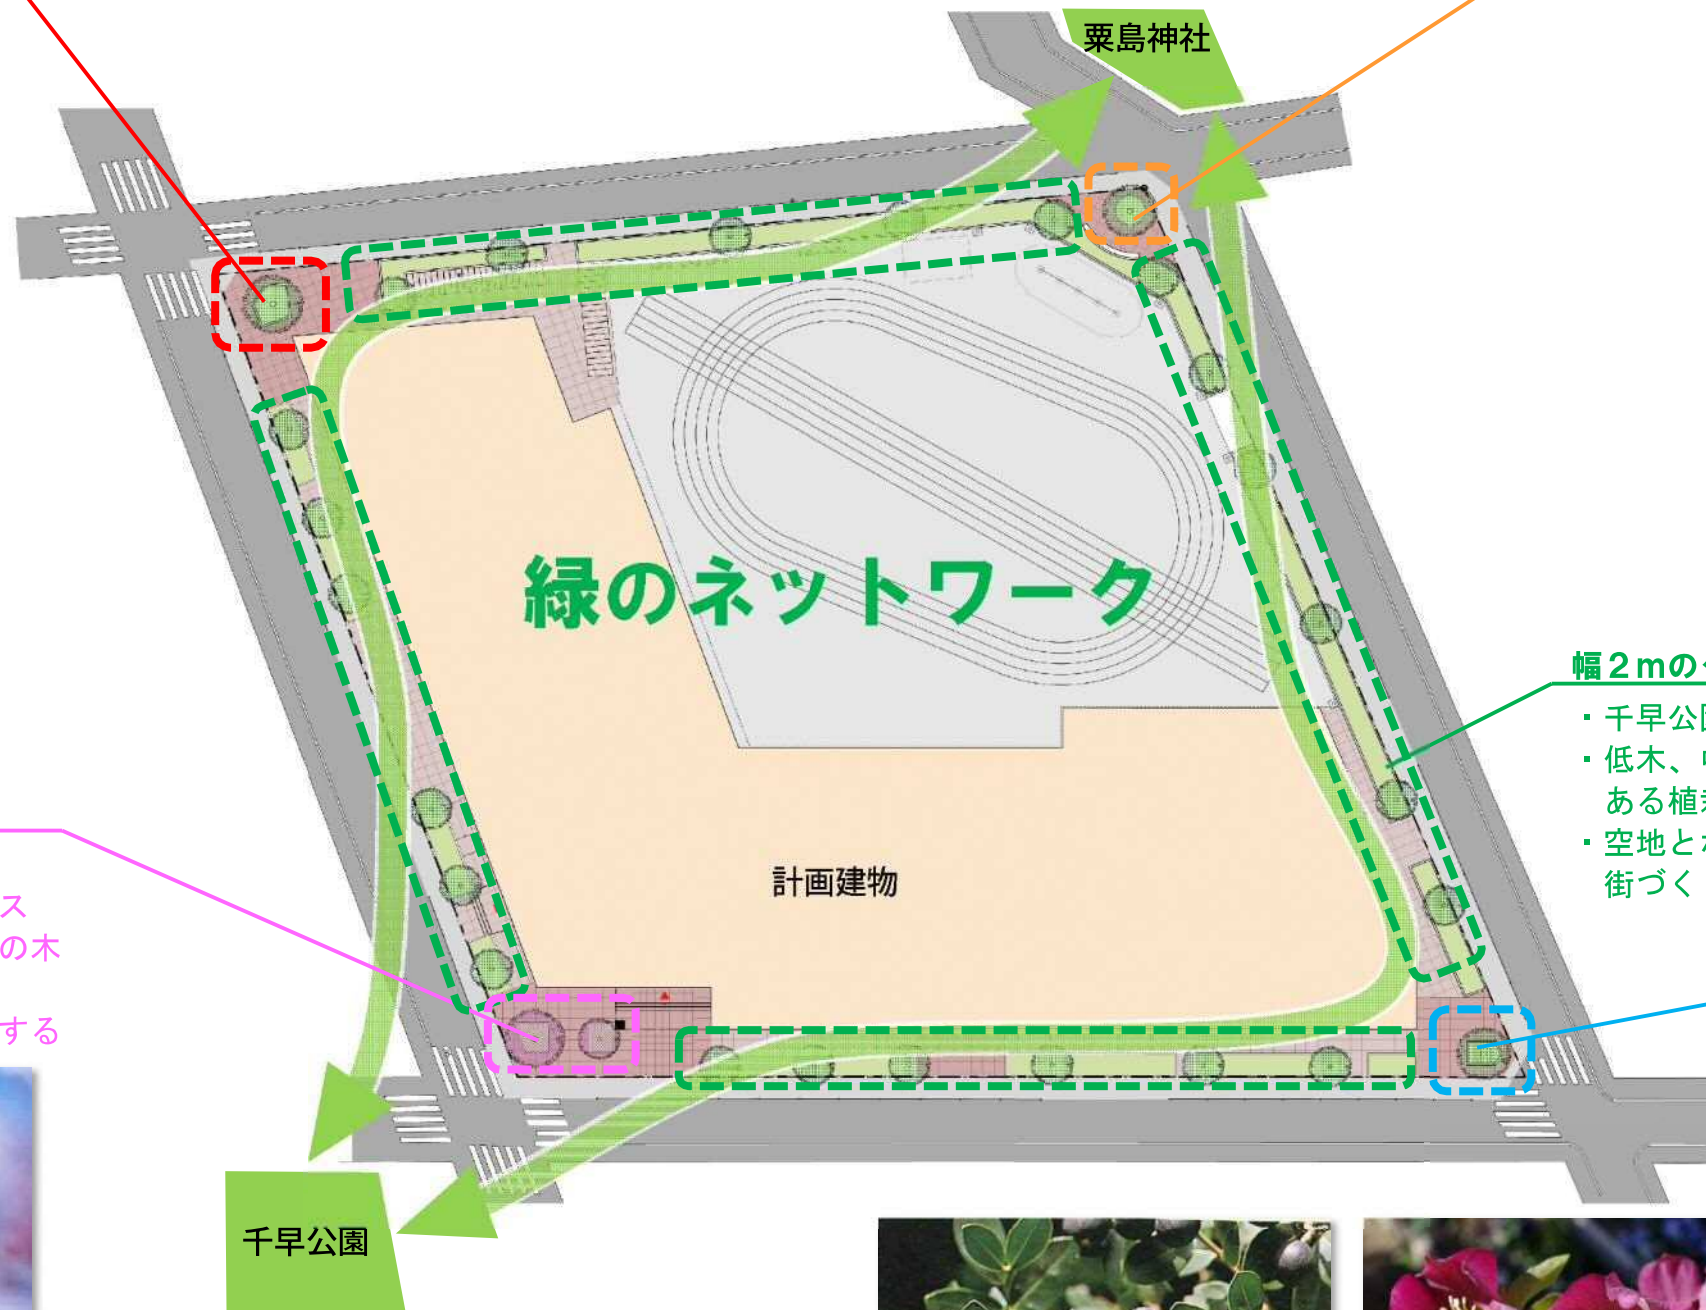 粟島神社
緑のネットワーク
幅2mの
・千早公
・低木、
ある植
・空地と
街づく
計画建物
ス
の木
する
千早公園